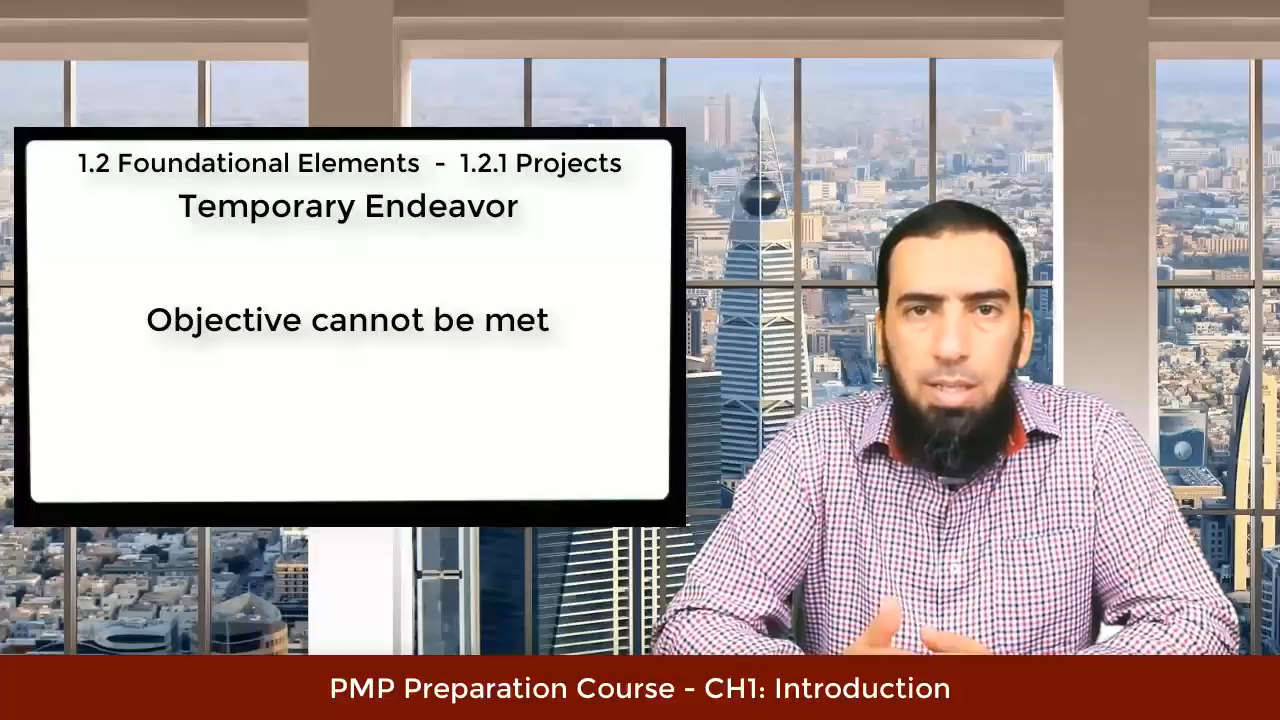 1.2 Foundational Elements - 1.2.1 Projects
Temporary Endeavor
Objective cannot be met
PMP Preparation Course - CH1: Introduction